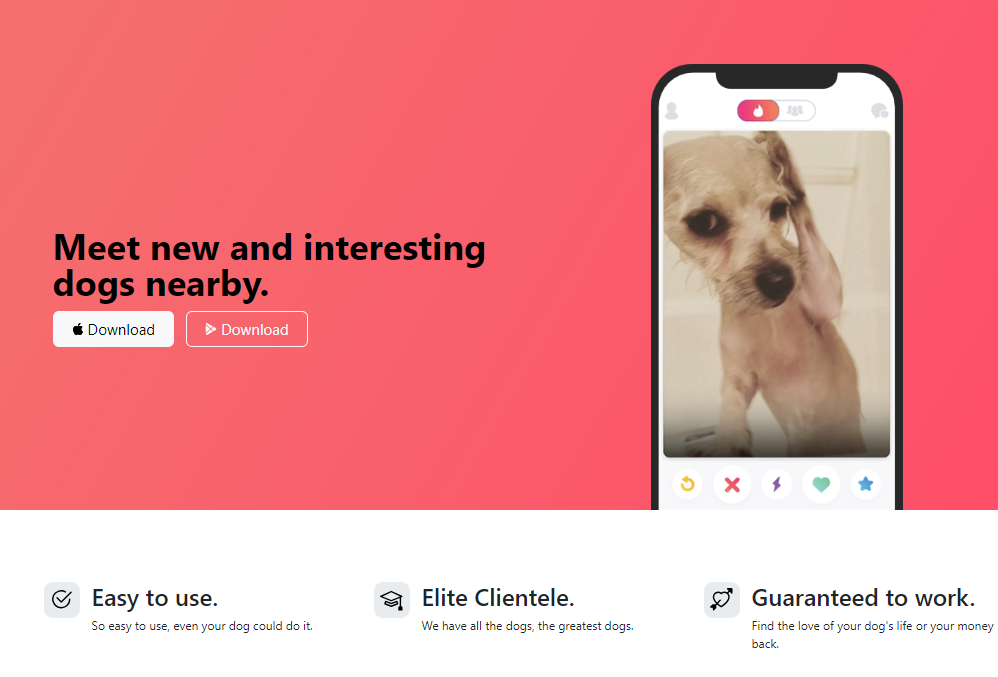 Meet new and interesting
dogs nearby.
Download
Download
Easy to use.
So easy to use, even your dog could do it.
Elite Clientele.
We have all the dogs, the greatest dogs.
Guaranteed to work.
Find the love of your dog's life or your money
back.